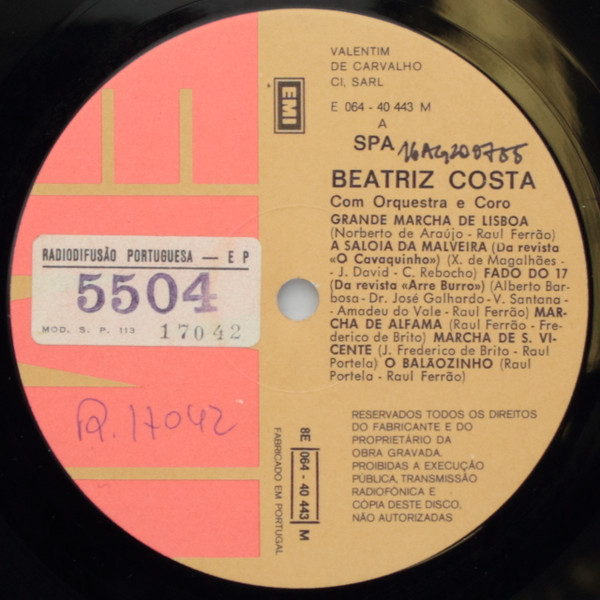 VALENTIM
DE CARVALHO
CI, SARL
EMI
E 064 - 40 443 M
A
SPA
BEATRIZ COSTA
Com Orquestra e Coro
GRANDE MARCHA DE LISBOA
(Norberto de Araújo - Raul Ferrão)
A SALOIA DA MALVEIRA (Da revista
«O Cavaquinho») (X. de Magalhães -
- J. David - C. Rebocho) FADO DO 17
(Da revista «Arre Burro») (Alberto Bar-
bosa - Dr. José Galhardo - V. Santana -
- Amadeu do Vale - Raul Ferrão) MAR-
CHA DE ALFAMA (Raul Ferrão - Fre-
derico de Brito) MARCHA DE S. VI-
CENTE (J. Frederico de Brito - Raul
Portela) O BALÃOZINHO (Raul
Portela - Raul Ferrão)
RADIODIFUSÃO PORTUGUESA — E P
5504
MOD. S. P. 113 17042
R. 17042
8E 064 - 40 443 M
FABRICADO EM PORTUGAL
RESERVADOS TODOS OS DIREITOS
DO FABRICANTE E DO
PROPRIETÁRIO DA
OBRA GRAVADA.
PROIBIDAS A EXECUÇÃO
PÚBLICA, TRANSMISSÃO
RADIOFÓNICA E
CÓPIA DESTE DISCO,
NÃO AUTORIZADAS